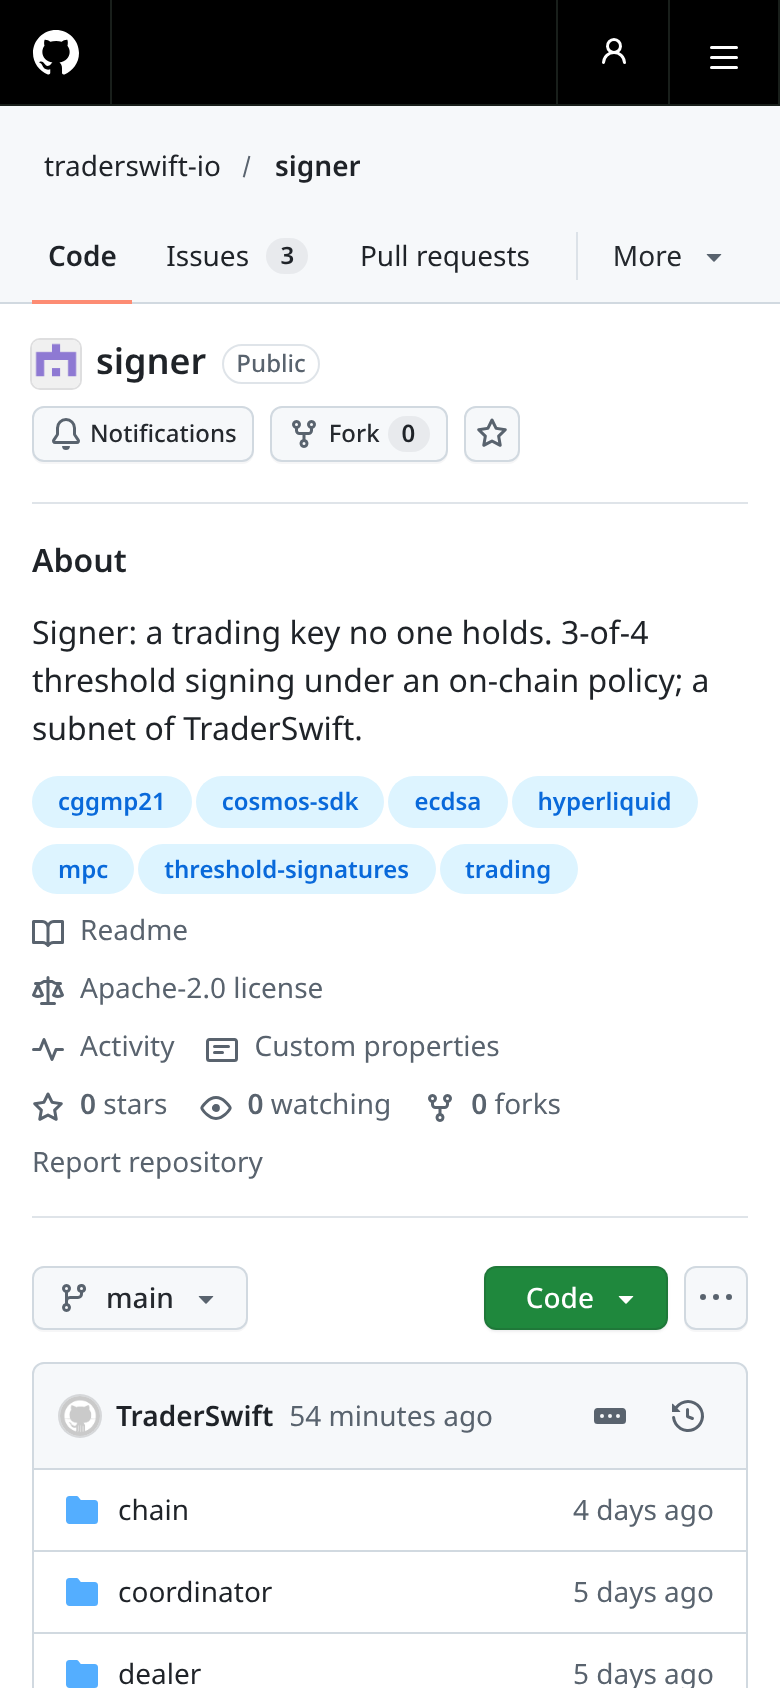 traderswift-io / signer
Code Issues 3 Pull requests More
signer Public
Notifications Fork 0
About
Signer: a trading key no one holds. 3-of-4
threshold signing under an on-chain policy; a
subnet of TraderSwift.
cggmp21 cosmos-sdk ecdsa hyperliquid
mpc threshold-signatures trading
Readme
Apache-2.0 license
Activity Custom properties
0 stars 0 watching 0 forks
Report repository
main Code
TraderSwift 54 minutes ago
chain 4 days ago
coordinator 5 days ago
dealer 5 days ago